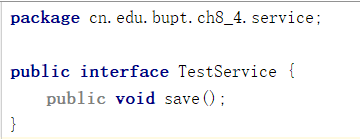 package cn.edu.bupt.ch8_4.service;
public interface TestService {
public void save();
}